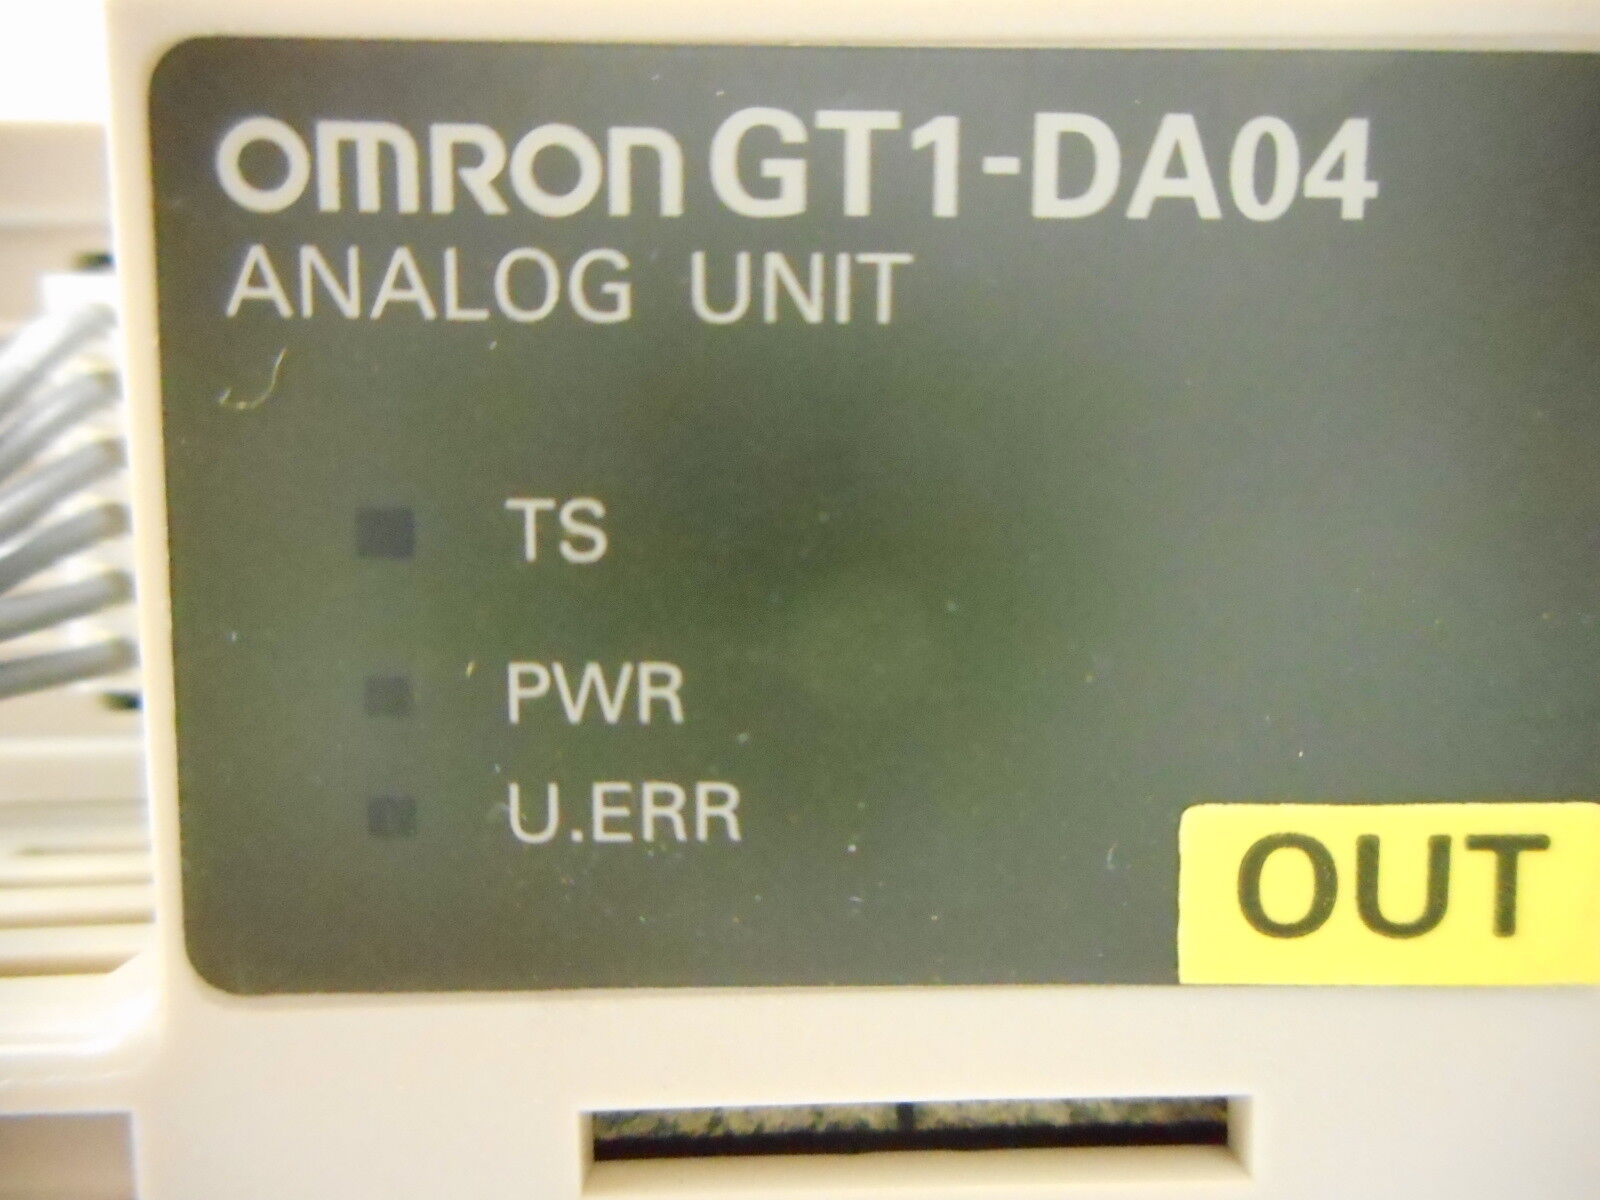 omron GT1-DA04
ANALOG UNIT
TS
PWR
U.ERR
OUT